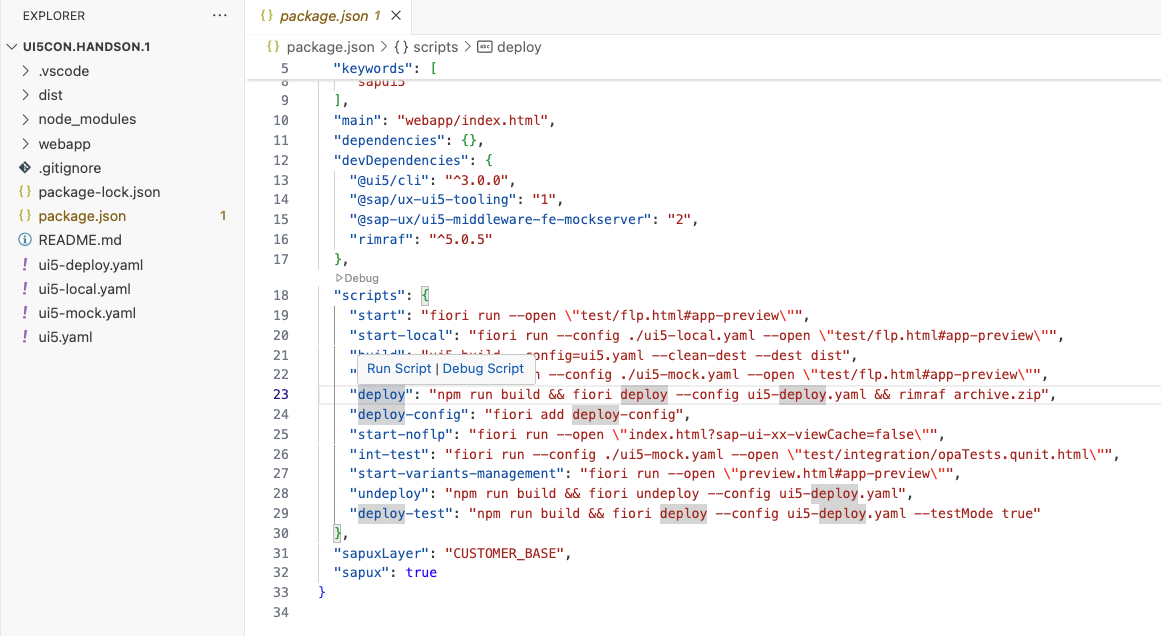 EXPLORER
···
UI5CON.HANDSON.1
.vscode
dist
node_modules
webapp
.gitignore
{} package-lock.json
{} package.json 1
README.md
! ui5-deploy.yaml
! ui5-local.yaml
! ui5-mock.yaml
! ui5.yaml
{} package.json 1 ×
{} package.json > {} scripts > abc deploy
5 "keywords": [
8 "sapui5"
9 ],
10 "main": "webapp/index.html",
11 "dependencies": {},
12 "devDependencies": {
13 "@ui5/cli": "^3.0.0",
14 "@sap/ux-ui5-tooling": "1",
15 "@sap-ux/ui5-middleware-fe-mockserver": "2",
16 "rimraf": "^5.0.5"
17 },
Debug
18 "scripts": {
19 "start": "fiori run --open \"test/flp.html#app-preview\"",
20 "start-local": "fiori run --config ./ui5-local.yaml --open \"test/flp.html#app-preview\"",
21 "build": "ui5 build --config=ui5.yaml --clean-dest --dest dist",
Run Script | Debug Script
22 " --config ./ui5-mock.yaml --open \"test/flp.html#app-preview\"",
23 "deploy": "npm run build && fiori deploy --config ui5-deploy.yaml && rimraf archive.zip",
24 "deploy-config": "fiori add deploy-config",
25 "start-noflp": "fiori run --open \"index.html?sap-ui-xx-viewCache=false\"",
26 "int-test": "fiori run --config ./ui5-mock.yaml --open \"test/integration/opaTests.qunit.html\"",
27 "start-variants-management": "fiori run --open \"preview.html#app-preview\"",
28 "undeploy": "npm run build && fiori undeploy --config ui5-deploy.yaml",
29 "deploy-test": "npm run build && fiori deploy --config ui5-deploy.yaml --testMode true"
30 },
31 "sapuxLayer": "CUSTOMER_BASE",
32 "sapux": true
33 }
34